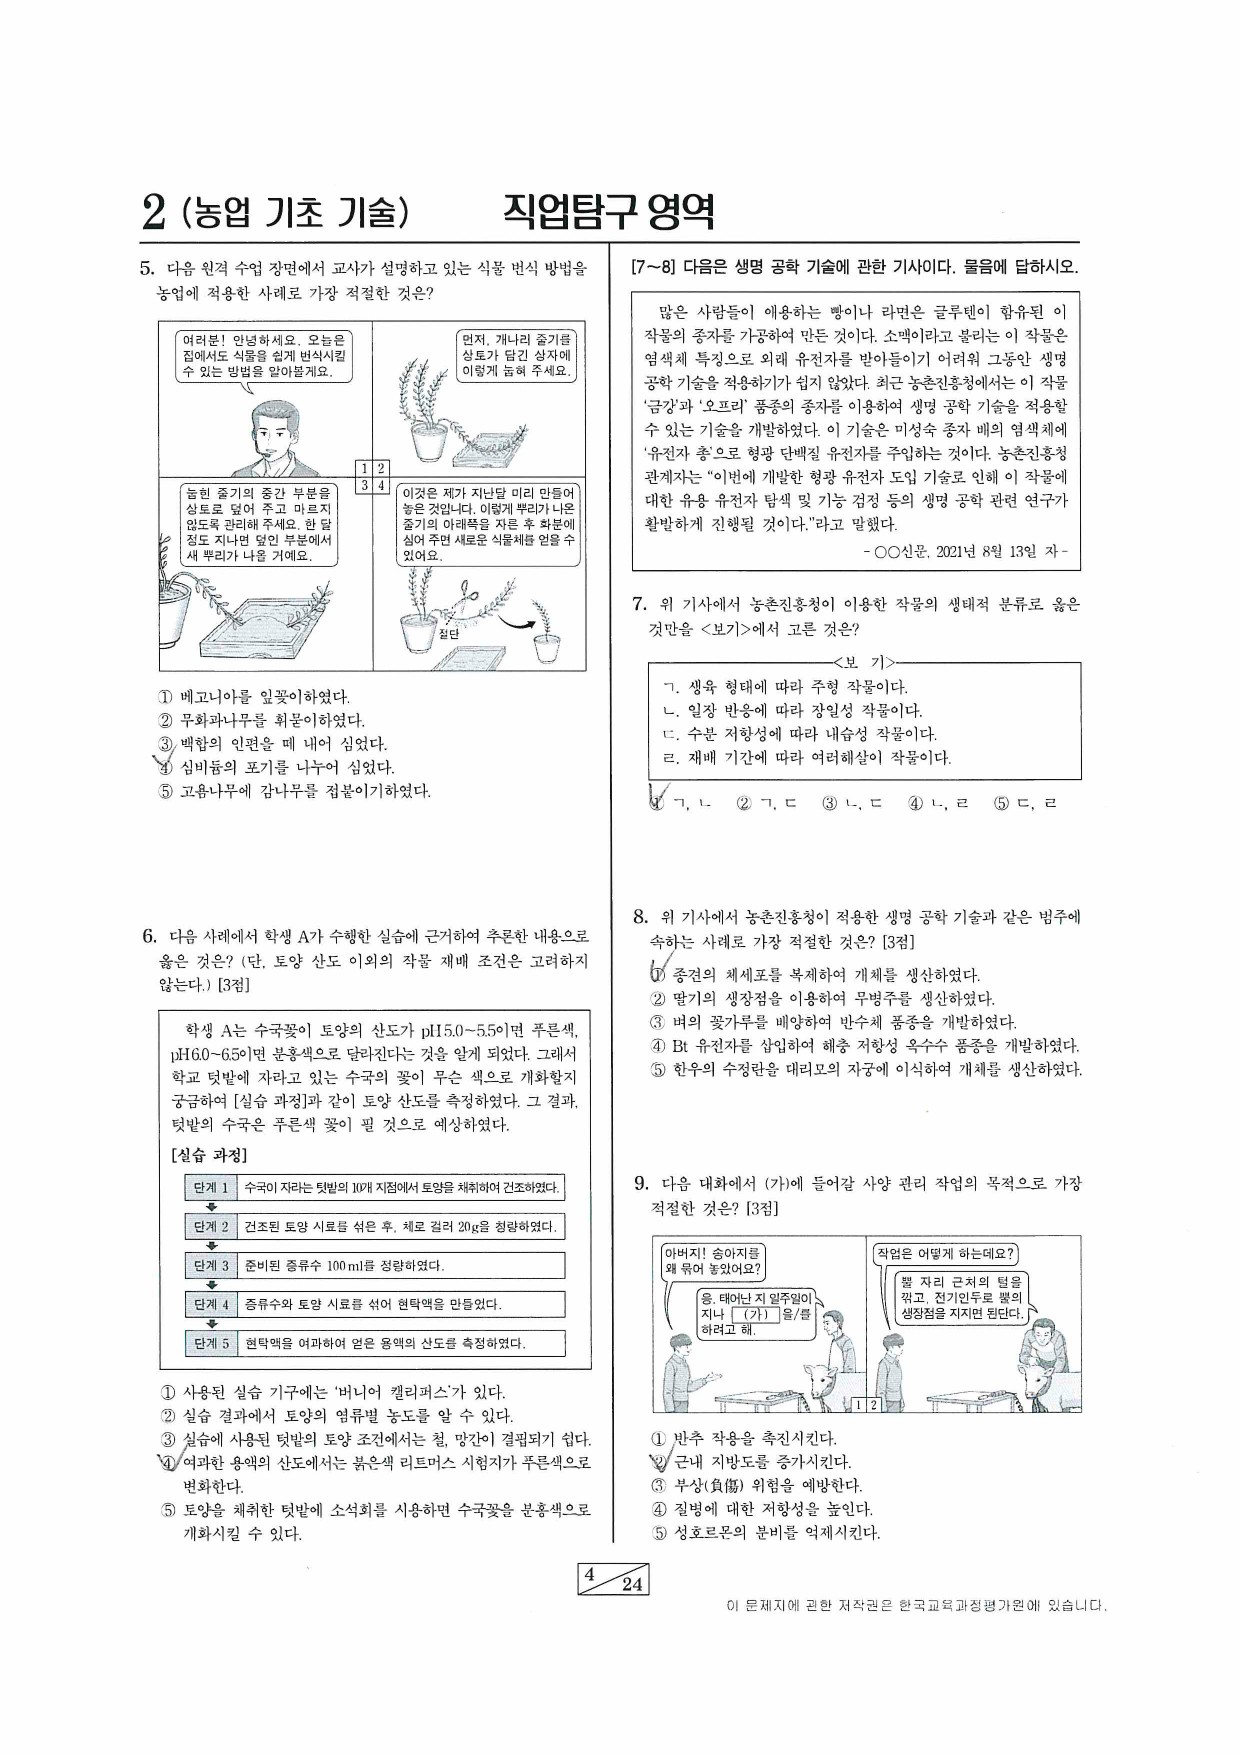 2 (농업 기초 기술) 직업탐구 영역
5. 다음 원격 수업 장면에서 교사가 설명하고 있는 식물 번식 방법을
농업에 적용한 사례로 가장 적절한 것은?
여러분! 안녕하세요. 오늘은
집에서도 식물을 쉽게 번식시킬
수 있는 방법을 알아볼게요.
먼저, 개나리 줄기를
상토가 담긴 상자에
이렇게 눕혀 주세요.
1 2
3 4
눕힌 줄기의 중간 부분을
상토로 덮어 주고 마르지
않도록 관리해 주세요. 한 달
정도 지나면 덮인 부분에서
새 뿌리가 나올 거예요.
이것은 제가 지난달 미리 만들어
놓은 것입니다. 이렇게 뿌리가 나온
줄기의 아래쪽을 자른 후 화분에
심어 주면 새로운 식물체를 얻을 수
있어요.
절단
① 베고니아를 잎꽂이하였다.
② 무화과나무를 휘묻이하였다.
③ 백합의 인편을 떼 내어 심었다.
④ 심비듐의 포기를 나누어 심었다.
⑤ 고욤나무에 감나무를 접붙이기하였다.
6. 다음 사례에서 학생 A가 수행한 실습에 근거하여 추론한 내용으로
옳은 것은? (단, 토양 산도 이외의 작물 재배 조건은 고려하지
않는다.) [3점]
학생 A는 수국꽃이 토양의 산도가 pH 5.0～5.5이면 푸른색,
pH 6.0～6.5이면 분홍색으로 달라진다는 것을 알게 되었다. 그래서
학교 텃밭에 자라고 있는 수국의 꽃이 무슨 색으로 개화할지
궁금하여 [실습 과정]과 같이 토양 산도를 측정하였다. 그 결과,
텃밭의 수국은 푸른색 꽃이 필 것으로 예상하였다.
[실습 과정]
단계 1 수국이 자라는 텃밭의 10개 지점에서 토양을 채취하여 건조하였다.
단계 2 건조된 토양 시료를 섞은 후, 체로 걸러 20g을 칭량하였다.
단계 3 준비된 증류수 100ml를 정량하였다.
단계 4 증류수와 토양 시료를 섞어 현탁액을 만들었다.
단계 5 현탁액을 여과하여 얻은 용액의 산도를 측정하였다.
① 사용된 실습 기구에는 '버니어 캘리퍼스'가 있다.
② 실습 결과에서 토양의 염류별 농도를 알 수 있다.
③ 실습에 사용된 텃밭의 토양 조건에서는 철, 망간이 결핍되기 쉽다.
④ 여과한 용액의 산도에서는 붉은색 리트머스 시험지가 푸른색으로
변화한다.
⑤ 토양을 채취한 텃밭에 소석회를 시용하면 수국꽃을 분홍색으로
개화시킬 수 있다.
[7～8] 다음은 생명 공학 기술에 관한 기사이다. 물음에 답하시오.
많은 사람들이 애용하는 빵이나 라면은 글루텐이 함유된 이
작물의 종자를 가공하여 만든 것이다. 소맥이라고 불리는 이 작물은
염색체 특징으로 외래 유전자를 받아들이기 어려워 그동안 생명
공학 기술을 적용하기가 쉽지 않았다. 최근 농촌진흥청에서는 이 작물
'금강'과 '오프리' 품종의 종자를 이용하여 생명 공학 기술을 적용할
수 있는 기술을 개발하였다. 이 기술은 미성숙 종자 배의 염색체에
'유전자 총'으로 형광 단백질 유전자를 주입하는 것이다. 농촌진흥청
관계자는 "이번에 개발한 형광 유전자 도입 기술로 인해 이 작물에
대한 유용 유전자 탐색 및 기능 검정 등의 생명 공학 관련 연구가
활발하게 진행될 것이다."라고 말했다.
- ○○신문, 2021년 8월 13일 자-
7. 위 기사에서 농촌진흥청이 이용한 작물의 생태적 분류로 옳은
것만을 <보기>에서 고른 것은?
<보 기>
ㄱ. 생육 형태에 따라 주형 작물이다.
ㄴ. 일장 반응에 따라 장일성 작물이다.
ㄷ. 수분 저항성에 따라 내습성 작물이다.
ㄹ. 재배 기간에 따라 여러해살이 작물이다.
① ㄱ, ㄴ ② ㄱ, ㄷ ③ ㄴ, ㄷ ④ ㄴ, ㄹ ⑤ ㄷ, ㄹ
8. 위 기사에서 농촌진흥청이 적용한 생명 공학 기술과 같은 범주에
속하는 사례로 가장 적절한 것은? [3점]
① 종견의 체세포를 복제하여 개체를 생산하였다.
② 딸기의 생장점을 이용하여 무병주를 생산하였다.
③ 벼의 꽃가루를 배양하여 반수체 품종을 개발하였다.
④ Bt 유전자를 삽입하여 해충 저항성 옥수수 품종을 개발하였다.
⑤ 한우의 수정란을 대리모의 자궁에 이식하여 개체를 생산하였다.
9. 다음 대화에서 (가)에 들어갈 사양 관리 작업의 목적으로 가장
적절한 것은? [3점]
아버지! 송아지를
왜 묶어 놓았어요?
응, 태어난 지 일주일이
지나 (가) 을/를
하려고 해.
작업은 어떻게 하는데요?
뿔 자리 근처의 털을
깎고, 전기인두로 뿔의
생장점을 지지면 된단다.
1 2
① 반추 작용을 촉진시킨다.
② 근내 지방도를 증가시킨다.
③ 부상(負傷) 위험을 예방한다.
④ 질병에 대한 저항성을 높인다.
⑤ 성호르몬의 분비를 억제시킨다.
4 24
이 문제지에 관한 저작권은 한국교육과정평가원에 있습니다.